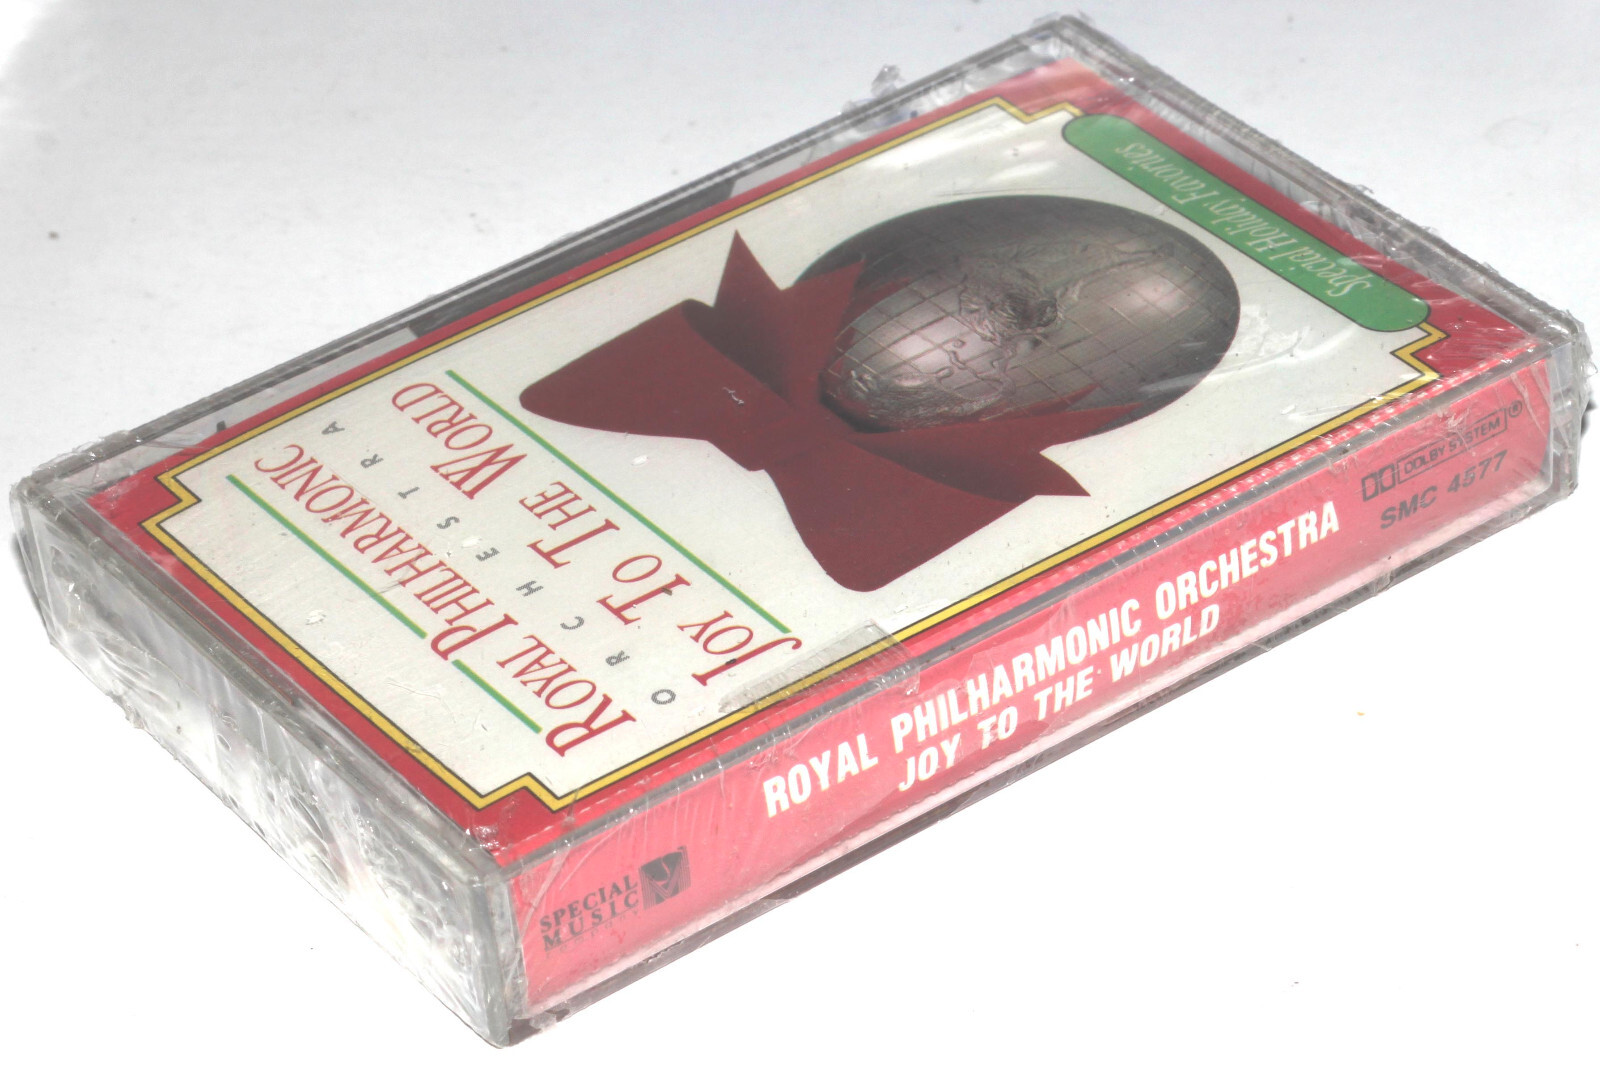 Special Holiday Favorites
ROYAL PHILHARMONIC
ORCHESTRA
JOY TO THE WORLD
ROYAL PHILHARMONIC ORCHESTRA
JOY TO THE WORLD
DOLBY SYSTEM®
SMC 4577
SPECIAL
MUSIC
COMPANY